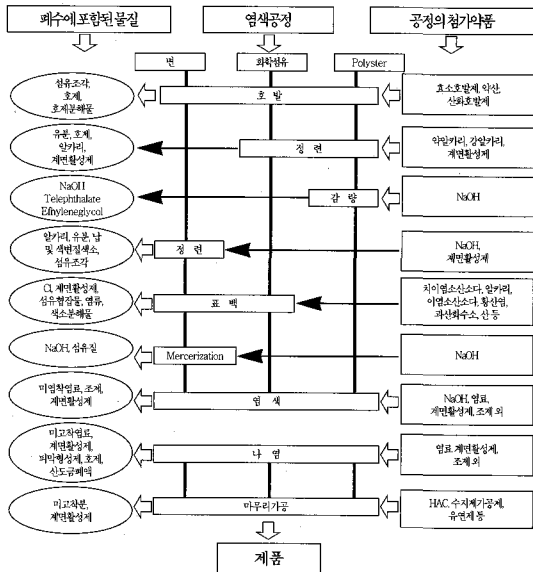 폐수에 포함된 물질
염색공정
공정의 첨가약품
면
화학섬유
Polyster
섬유조각,
호제,
호재분해물
호 발
효소호발제, 악산,
산화호발제
유분, 호제,
알카리,
계면활성제
정 련
약알카리, 강알카리,
계면활성제
NaOH
Telephthalate
Efhyleneglycol
감 량
NaOH
알카리, 유분, 납
및 색변질색소,
섬유조각
정 련
NaOH,
계면활성제
Cl, 계면활성제,
섬유협잡물, 염류,
색소분해물
표 백
치아염소산소다, 알카리,
이염소산소다, 황산염,
과산화수소, 산 등
NaOH, 섬유질
Mercerization
NaOH
미염착염료, 조제,
계면활성제
염 색
NaOH, 염료,
계면활성제, 조제 외
미고착염료,
계면활성제,
피막형성제, 호제,
산도금폐액
나 염
염료 계면활성제,
조제 외
미고착분,
계면활성제
마무리가공
HAC, 수지제가공제,
유연제 등
제품